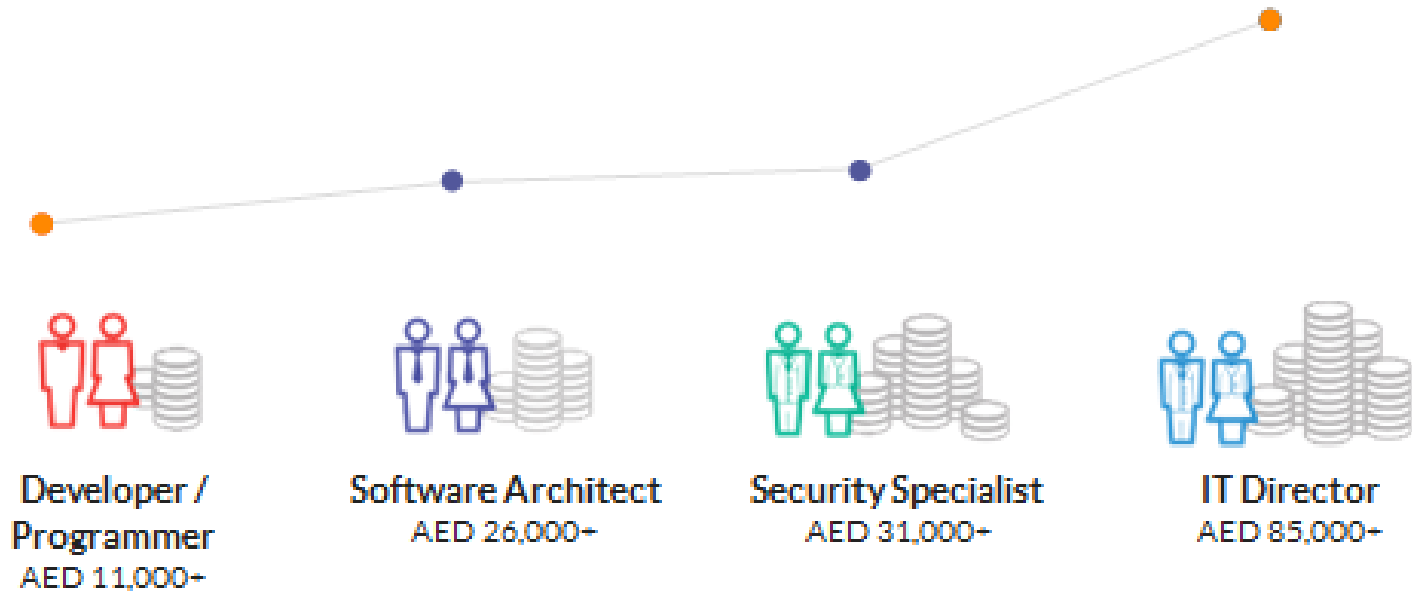 Developer /
Programmer
AED 11,000+
Software Architect
AED 26,000+
Security Specialist
AED 31,000+
IT Director
AED 85,000+